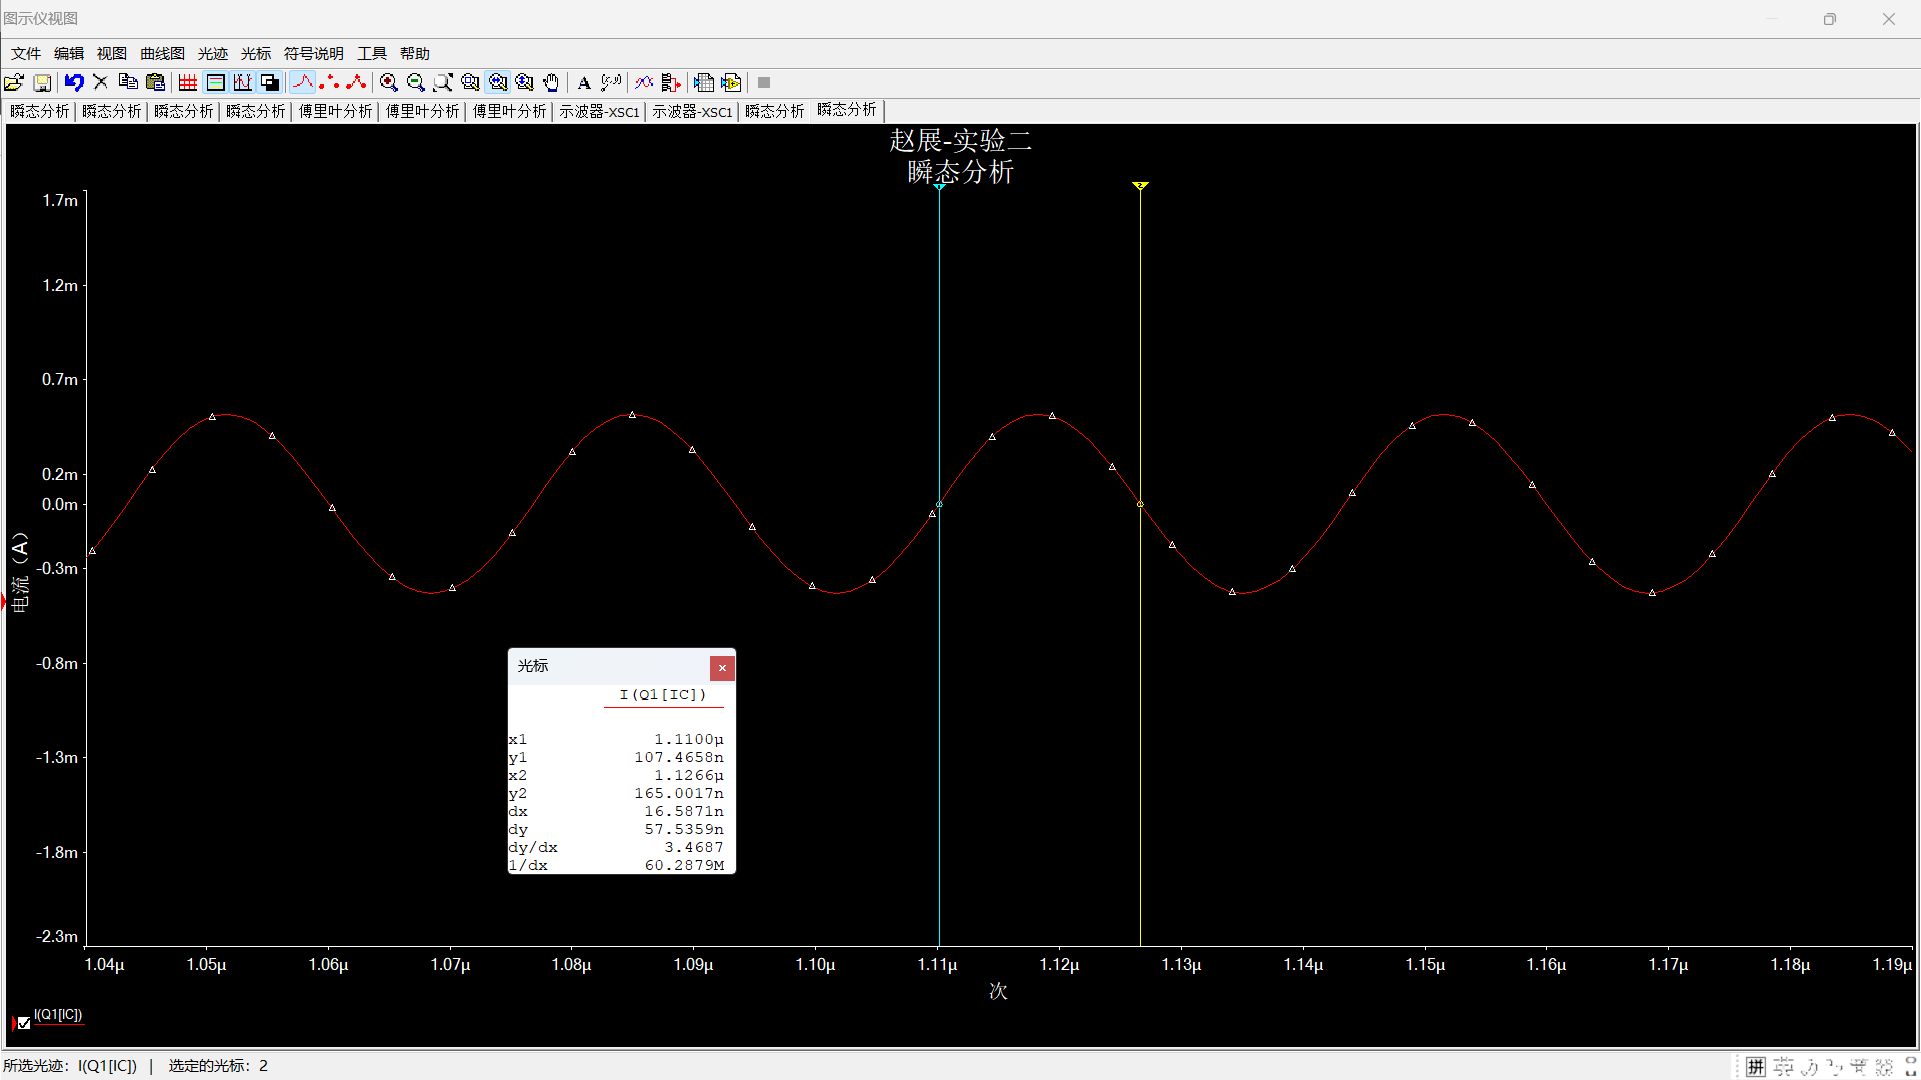 图示仪视图
文件 编辑 视图 曲线图 光迹 光标 符号说明 工具 帮助
瞬态分析 瞬态分析 瞬态分析 瞬态分析 傅里叶分析 傅里叶分析 傅里叶分析 示波器-XSC1 示波器-XSC1 瞬态分析 瞬态分析
赵展-实验二
瞬态分析
1.7m
1.2m
0.7m
0.2m
0.0m
-0.3m
-0.8m
-1.3m
-1.8m
-2.3m
电流（A）
光标
I(Q1[IC])
x1 1.1100µ
y1 107.4658n
x2 1.1266µ
y2 165.0017n
dx 16.5871n
dy 57.5359n
dy/dx 3.4687
1/dx 60.2879M
1.04µ 1.05µ 1.06µ 1.07µ 1.08µ 1.09µ 1.10µ 1.11µ 1.12µ 1.13µ 1.14µ 1.15µ 1.16µ 1.17µ 1.18µ 1.19µ
次
I(Q1[IC])
所选光迹: I(Q1[IC]) | 选定的光标: 2
拼 英